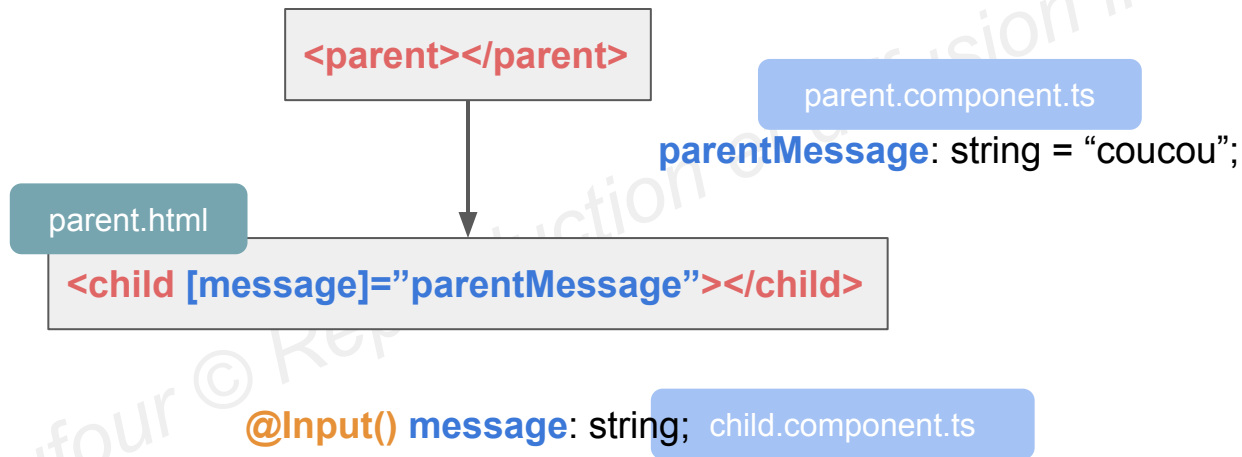 <parent></parent>
parent.component.ts
parentMessage: string = “coucou”;
parent.html
<child [message]=”parentMessage”></child>
@Input() message: string;
child.component.ts